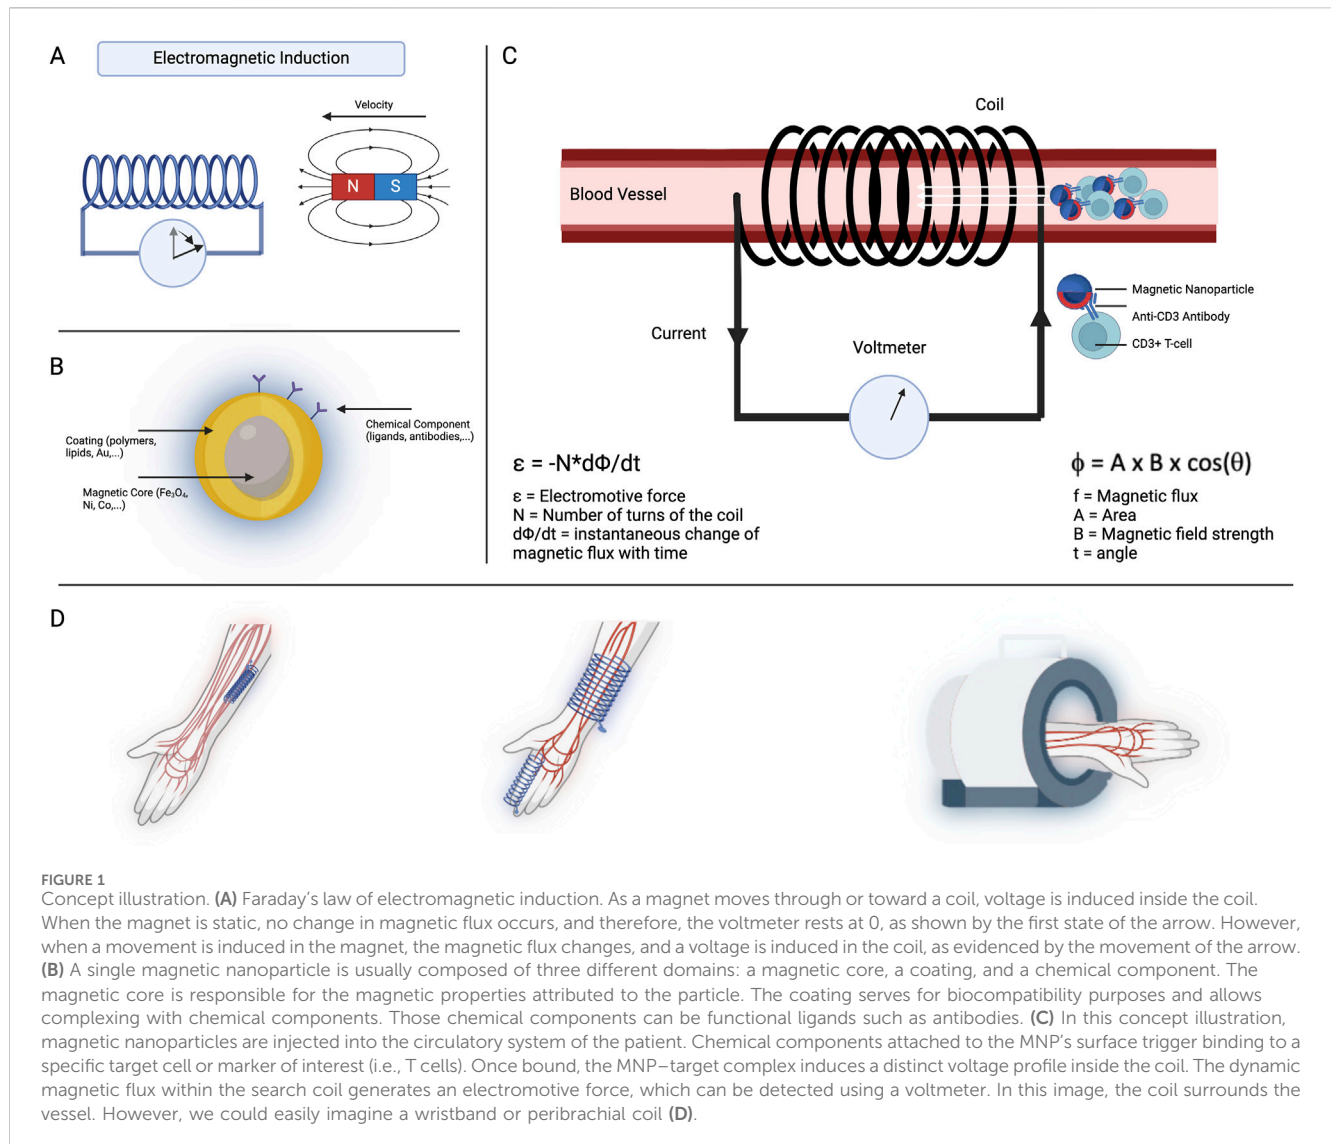 A
Electromagnetic Induction
Velocity
N
S
B
Coating (polymers,
lipids, Au,...)
Magnetic Core (Fe₃O₄,
Ni, Co,...)
Chemical Component
(ligands, antibodies,...)
C
Coil
Blood Vessel
Magnetic Nanoparticle
Anti-CD3 Antibody
CD3+ T-cell
Current
Voltmeter
ε = -N*dΦ/dt
ε = Electromotive force
N = Number of turns of the coil
dΦ/dt = instantaneous change of
magnetic flux with time
ϕ = A x B x cos(θ)
f = Magnetic flux
A = Area
B = Magnetic field strength
t = angle
D
FIGURE 1
Concept illustration. (A) Faraday's law of electromagnetic induction. As a magnet moves through or toward a coil, voltage is induced inside the coil.
When the magnet is static, no change in magnetic flux occurs, and therefore, the voltmeter rests at 0, as shown by the first state of the arrow. However,
when a movement is induced in the magnet, the magnetic flux changes, and a voltage is induced in the coil, as evidenced by the movement of the arrow.
(B) A single magnetic nanoparticle is usually composed of three different domains: a magnetic core, a coating, and a chemical component. The
magnetic core is responsible for the magnetic properties attributed to the particle. The coating serves for biocompatibility purposes and allows
complexing with chemical components. Those chemical components can be functional ligands such as antibodies. (C) In this concept illustration,
magnetic nanoparticles are injected into the circulatory system of the patient. Chemical components attached to the MNP's surface trigger binding to a
specific target cell or marker of interest (i.e., T cells). Once bound, the MNP–target complex induces a distinct voltage profile inside the coil. The dynamic
magnetic flux within the search coil generates an electromotive force, which can be detected using a voltmeter. In this image, the coil surrounds the
vessel. However, we could easily imagine a wristband or peribrachial coil (D).